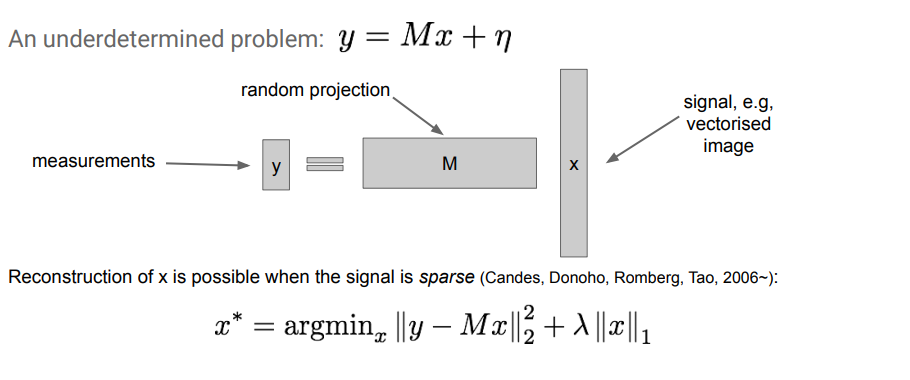 An underdetermined problem: y = Mx + η
random projection
signal, e.g,
vectorised
image
measurements
y
M
x
Reconstruction of x is possible when the signal is sparse (Candes, Donoho, Romberg, Tao, 2006~):
x* = argminₓ ‖y − Mx‖₂² + λ‖x‖₁